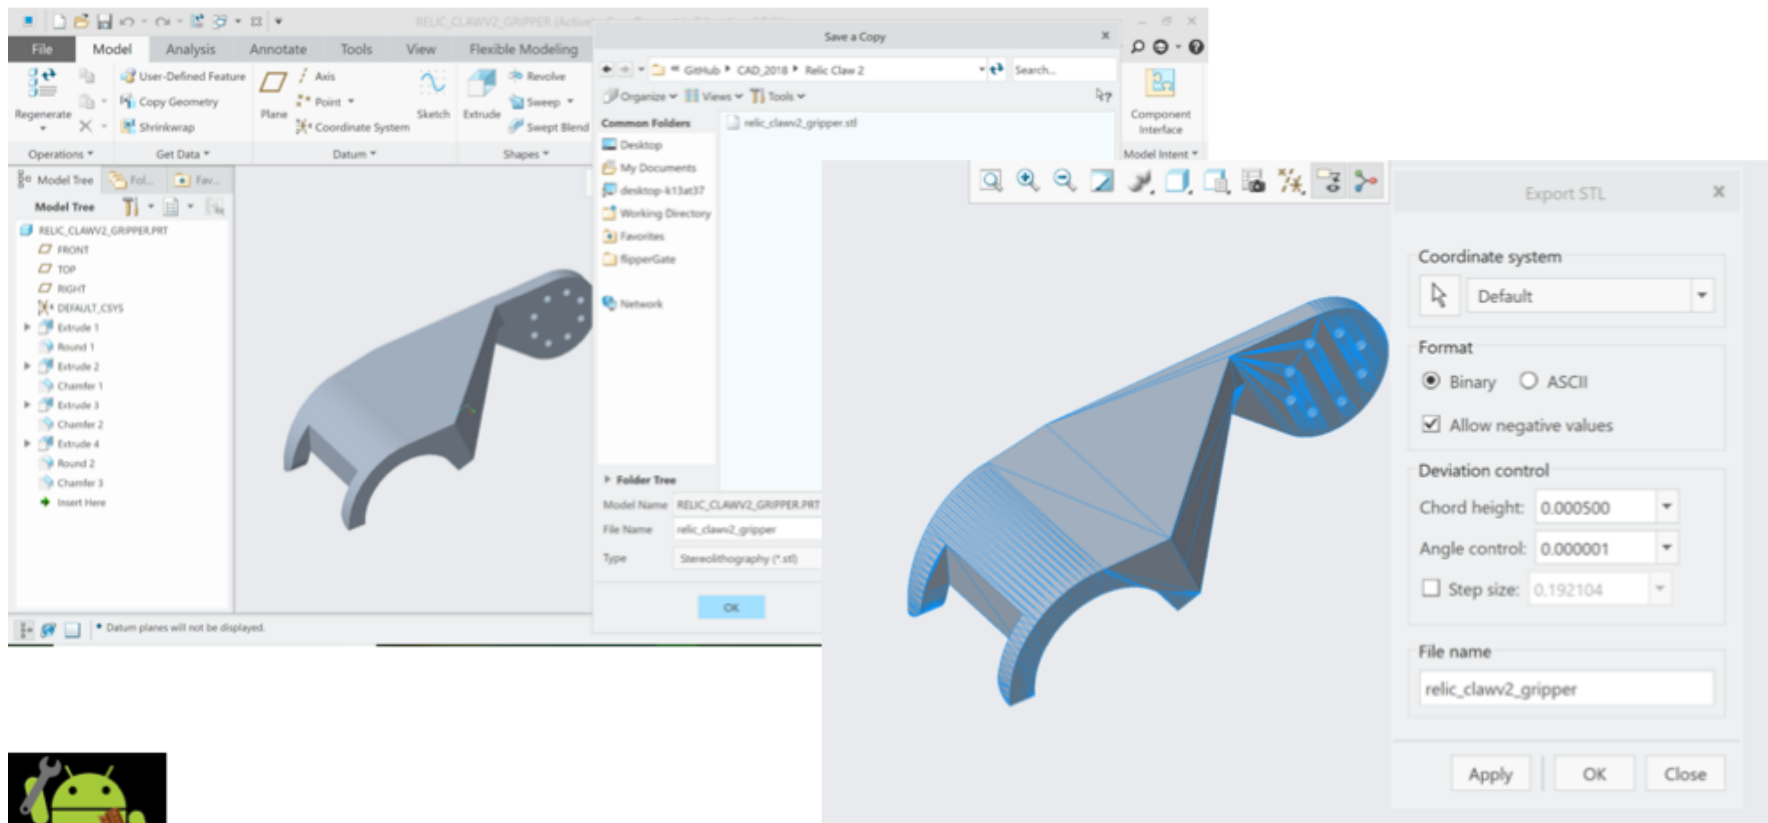 RELIC_CLAWV2_GRIPPER (Active
File Model Analysis Annotate Tools View Flexible Modeling
Regenerate
User-Defined Feature
Copy Geometry
Shrinkwrap
Plane
Axis
Point
Coordinate System
Sketch
Extrude
Revolve
Sweep
Swept Blend
Component
Interface
Operations Get Data Datum Shapes Model Intent
Model Tree Fol... Fav...
Model Tree
RELIC_CLAWV2_GRIPPER.PRT
FRONT
TOP
RIGHT
DEFAULT_CSYS
Extrude 1
Round 1
Extrude 2
Chamfer 1
Extrude 3
Chamfer 2
Extrude 4
Round 2
Chamfer 3
Insert Here
Datum planes will not be displayed.
Save a Copy
GitHub CAD_2018 Relic Claw 2
Search...
Organize Views Tools
Common Folders
relic_clawv2_gripper.stl
Desktop
My Documents
desktop-k13at37
Working Directory
Favorites
flipperGate
Network
Folder Tree
Model Name RELIC_CLAWV2_GRIPPER.PRT
File Name relic_clawv2_gripper
Type Stereolithography (*.stl)
OK
Export STL
Coordinate system
Default
Format
Binary ASCII
Allow negative values
Deviation control
Chord height: 0.000500
Angle control: 0.000001
Step size: 0.192104
File name
relic_clawv2_gripper
Apply OK Close